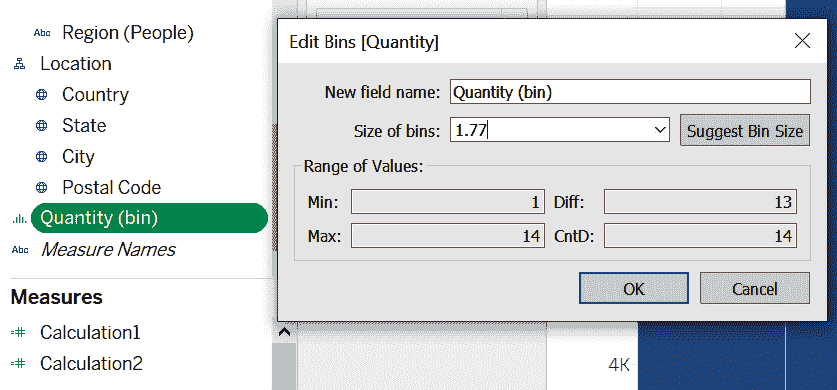 Abc Region (People)
Location
Country
State
City
Postal Code
Quantity (bin)
Abc Measure Names
Measures
Calculation1
Calculation2
Edit Bins [Quantity]
New field name: Quantity (bin)
Size of bins: 1.77 Suggest Bin Size
Range of Values:
Min: 1 Diff: 13
Max: 14 CntD: 14
OK Cancel
4K